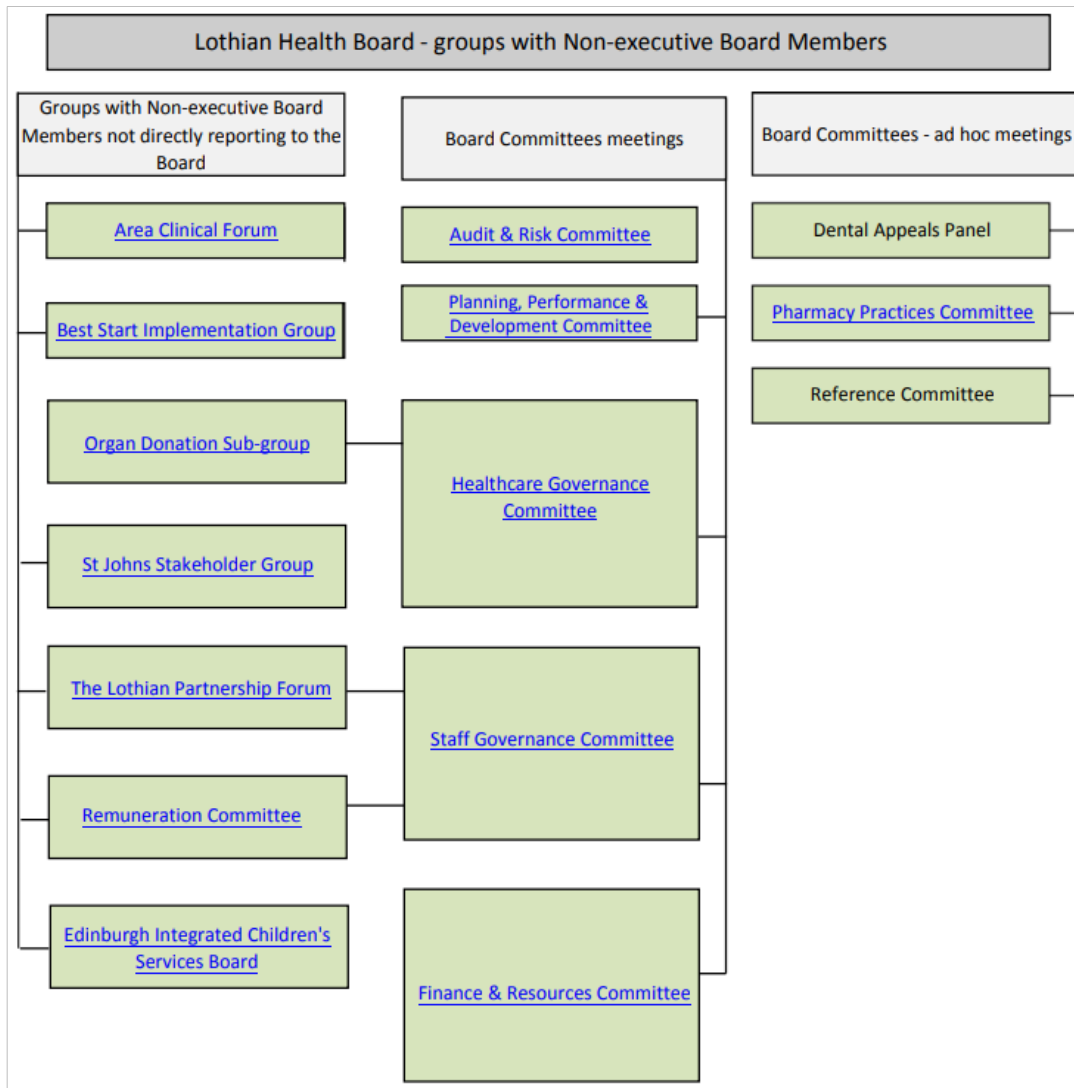 Lothian Health Board - groups with Non-executive Board Members
Groups with Non-executive Board
Members not directly reporting to the
Board
Area Clinical Forum
Best Start Implementation Group
Organ Donation Sub-group
St Johns Stakeholder Group
The Lothian Partnership Forum
Remuneration Committee
Edinburgh Integrated Children's
Services Board
Board Committees meetings
Audit & Risk Committee
Planning, Performance &
Development Committee
Healthcare Governance
Committee
Staff Governance Committee
Finance & Resources Committee
Board Committees - ad hoc meetings
Dental Appeals Panel
Pharmacy Practices Committee
Reference Committee